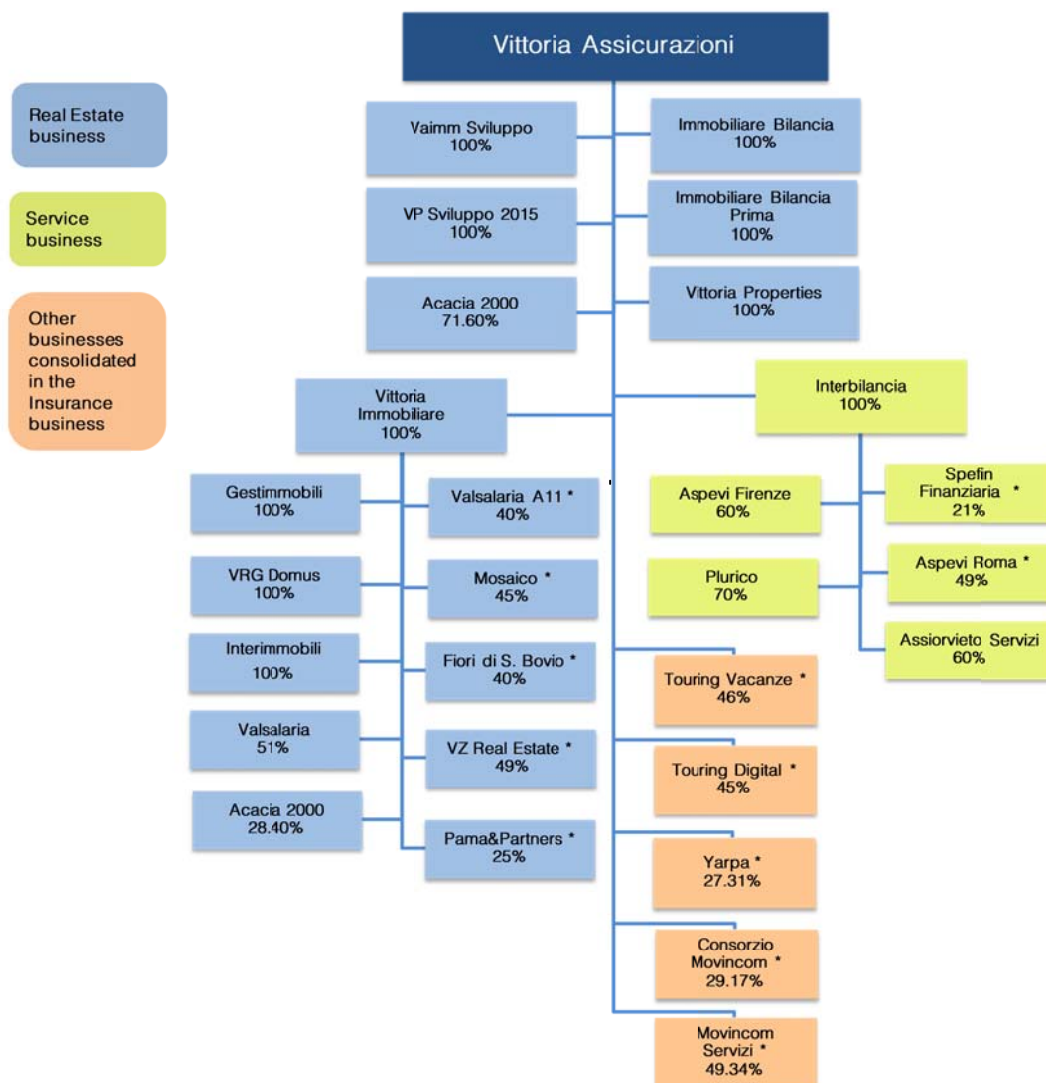 Vittoria Assicurazioni
Real Estate
business
Service
business
Other
businesses
consolidated
in the
Insurance
business
Vaimm Sviluppo
100%
Immobiliare Bilancia
100%
VP Sviluppo 2015
100%
Immobiliare Bilancia
Prima
100%
Acacia 2000
71.60%
Vittoria Properties
100%
Vittoria
Immobiliare
100%
Interbilancia
100%
Gestimmobili
100%
Valsalaria A11 *
40%
VRG Domus
100%
Mosaico *
45%
Interimmobili
100%
Fiori di S. Bovio *
40%
Valsalaria
51%
VZ Real Estate *
49%
Acacia 2000
28.40%
Pama&Partners *
25%
Aspevi Firenze
60%
Spefin
Finanziaria *
21%
Plurico
70%
Aspevi Roma *
49%
Assiorvieto Servizi
60%
Touring Vacanze *
46%
Touring Digital *
45%
Yarpa *
27.31%
Consorzio
Movincom *
29.17%
Movincom
Servizi *
49.34%